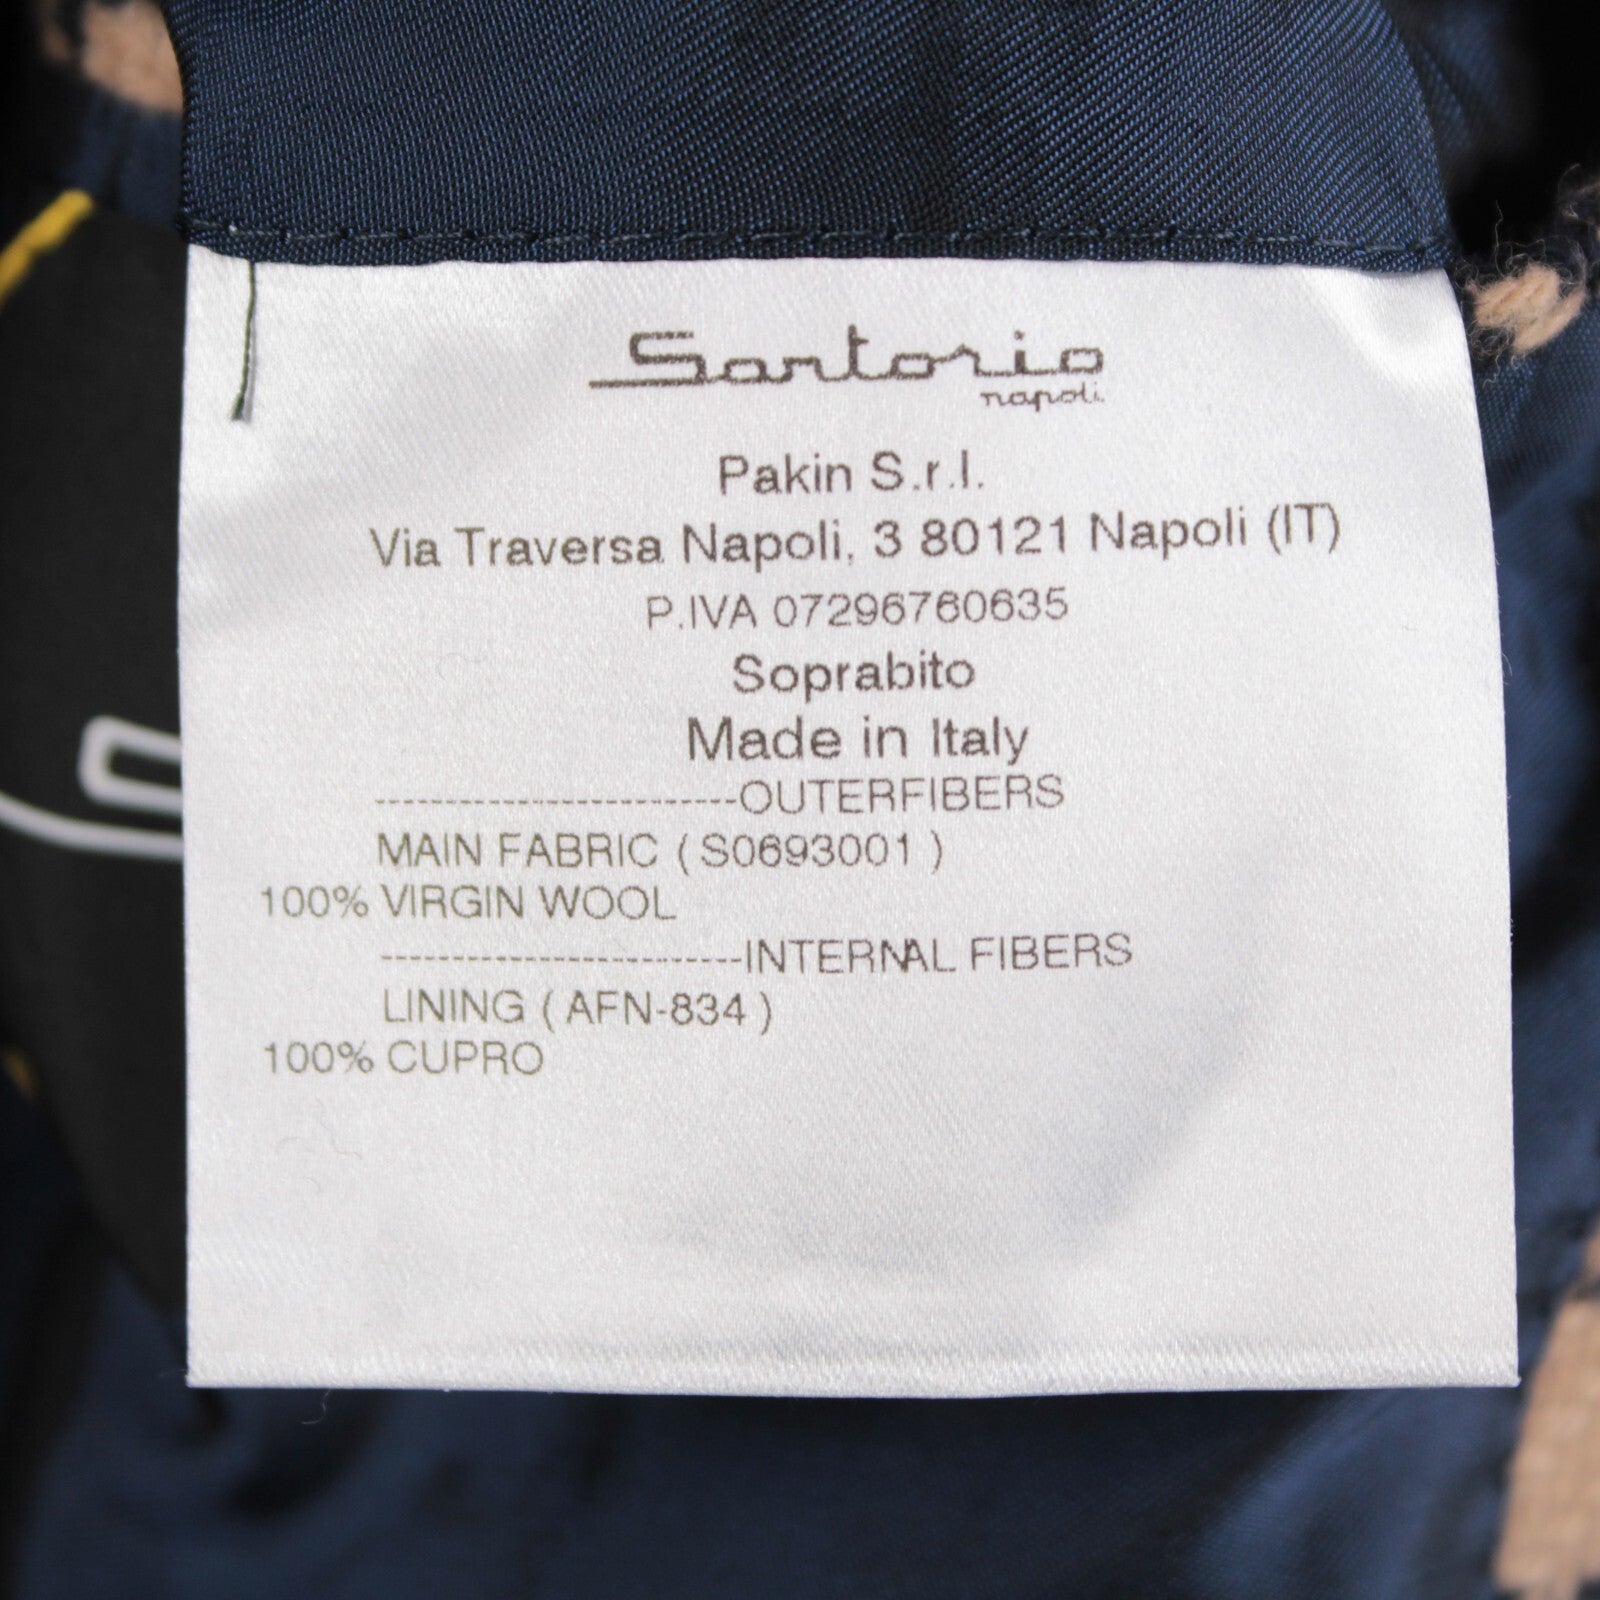 Sartorio
napoli
Pakin S.r.l.
Via Traversa Napoli, 3 80121 Napoli (IT)
P.IVA 07296760635
Soprabito
Made in Italy
-------------------------OUTERFIBERS
MAIN FABRIC ( S0693001 )
100% VIRGIN WOOL
-------------------------INTERNAL FIBERS
LINING ( AFN-834 )
100% CUPRO